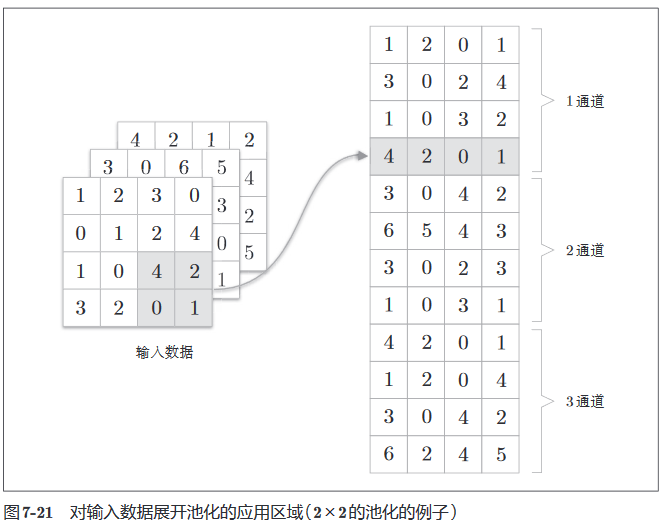 4 2 1 2
3 0 6 5
4
1 2 3 0
3
2
0 1 2 4
0
5
1 0 4 2
1
3 2 0 1
输入数据
1 2 0 1
3 0 2 4
1 0 3 2
4 2 0 1
1通道
3 0 4 2
6 5 4 3
3 0 2 3
1 0 3 1
2通道
4 2 0 1
1 2 0 4
3 0 4 2
6 2 4 5
3通道
图7-21 对输入数据展开池化的应用区域(2×2的池化的例子)